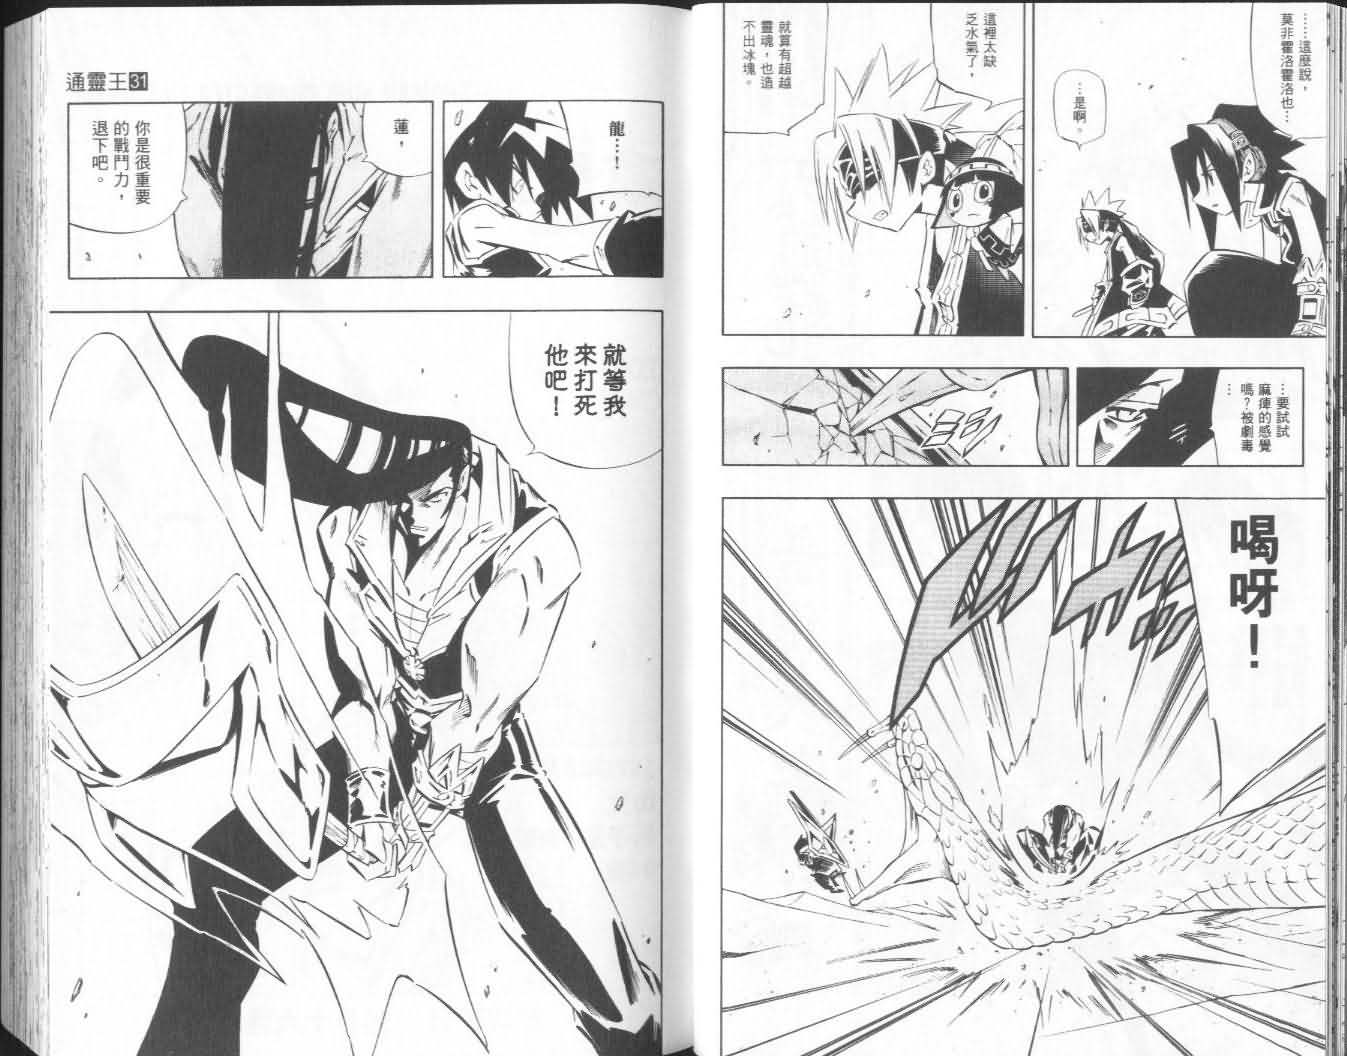 ……這麼說，
莫非霍洛霍洛也…
…是啊。
這裡太缺
乏水氣了，
就算有超越
靈魂，也造
不出冰塊。
…要試試
麻痺的感覺
嗎？被劇毒
…
喝呀！
通靈王31
龍…！
蓮，
你是很重要
的戰鬥力，
退下吧。
就等我
來打死
他吧！